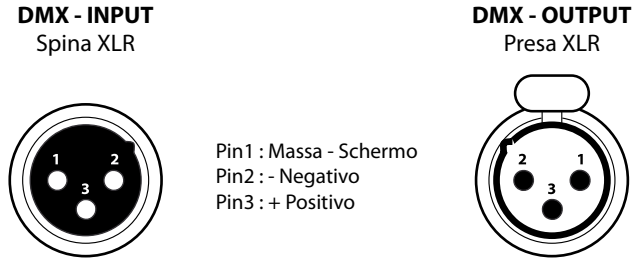 DMX - INPUT
Spina XLR
1 2
3
Pin1 : Massa - Schermo
Pin2 : - Negativo
Pin3 : + Positivo
DMX - OUTPUT
Presa XLR
2 1
3